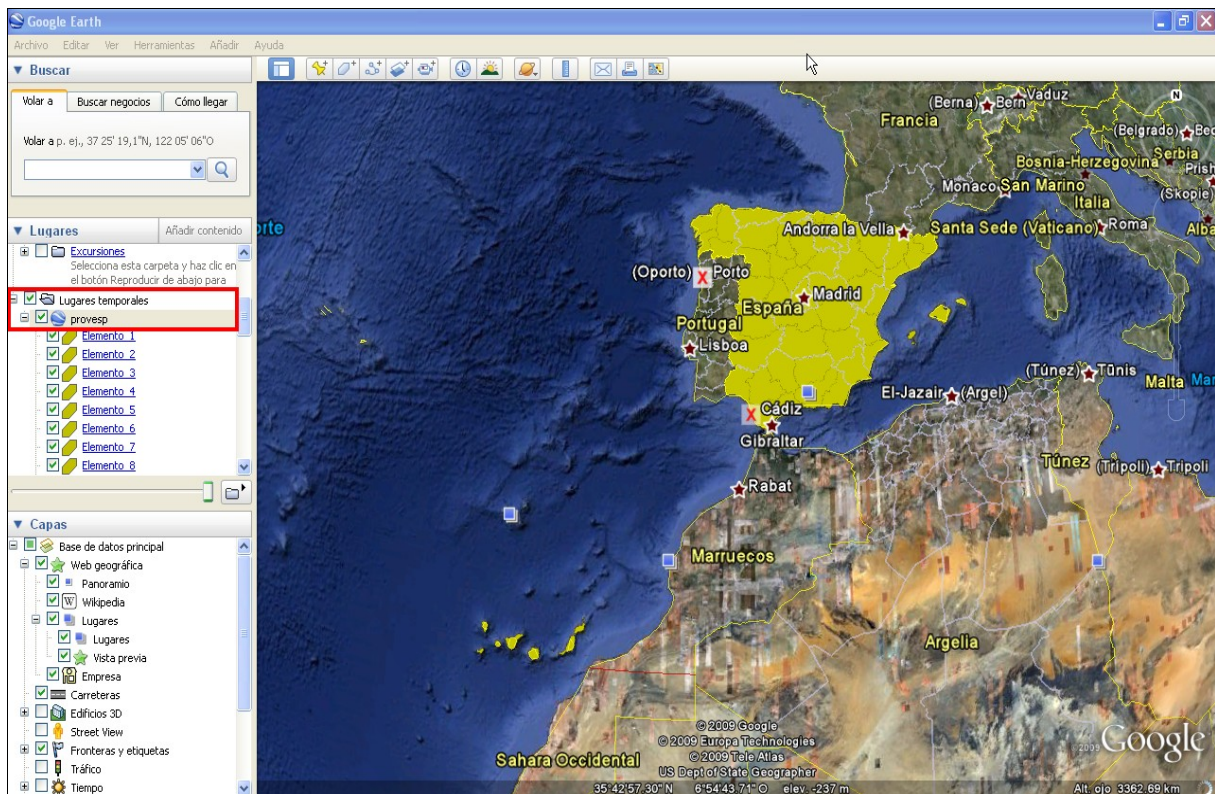 Google Earth
Archivo Editar Ver Herramientas Añadir Ayuda
Buscar
Volar a
Buscar negocios
Cómo llegar
Volar a p. ej., 37 25' 19,1"N, 122 05' 06"O
Lugares
Añadir contenido
Excursiones
Selecciona esta carpeta y haz clic en
el botón Reproducir de abajo para
Lugares temporales
provesp
Elemento 1
Elemento 2
Elemento 3
Elemento 4
Elemento 5
Elemento 6
Elemento 7
Elemento 8
Capas
Base de datos principal
Web geográfica
Panoramio
W Wikipedia
Lugares
Lugares
Vista previa
Empresa
Carreteras
Edificios 3D
Street View
Fronteras y etiquetas
Tráfico
Tiempo
N
(Berna) Bern
Vaduz
Francia
(Belgrado) Beo
Bosnia-Herzegovina
Serbia
Prish
Monaco
San Marino
(Skopie)
Italia
rte
Andorra la Vella
Santa Sede (Vaticano)
Roma
Alba
(Oporto) X Porto
España
Madrid
Portugal
Lisboa
(Túnez) Tūnis
Malta
Mar
El-Jazair (Argel)
X Cádiz
Gibraltar
Túnez
(Trípoli) Tripoli
Rabat
Marruecos
Argelia
Sahara Occidental
© 2009 Google
© 2009 Europa Technologies
© 2009 Tele Atlas
US Dept of State Geographer
©2009 Google
35°42'57.30" N 6°54'43.71" O elev. -237 m
Alt. ojo 3362.69 km